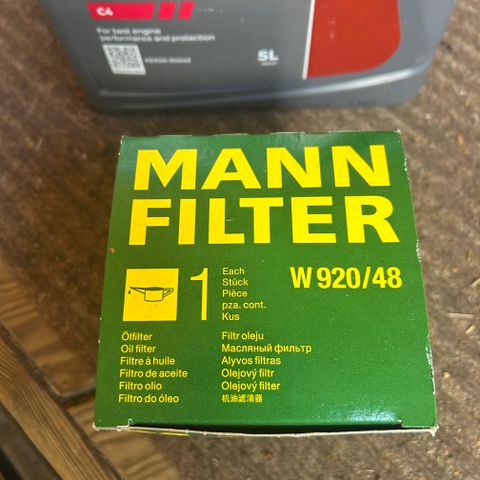 C4
For best engine
performance and protection
5L
MANN
FILTER
1
Each
Stück
Pièce
pza. cont.
Kus
W 920/48
Ölfilter
Oil filter
Filtre à huile
Filtro de aceite
Filtro olio
Filtro do óleo
Filtr oleju
Масляный фильтр
Alyvos filtras
Olejový filtr
Olejový filter
机油滤清器